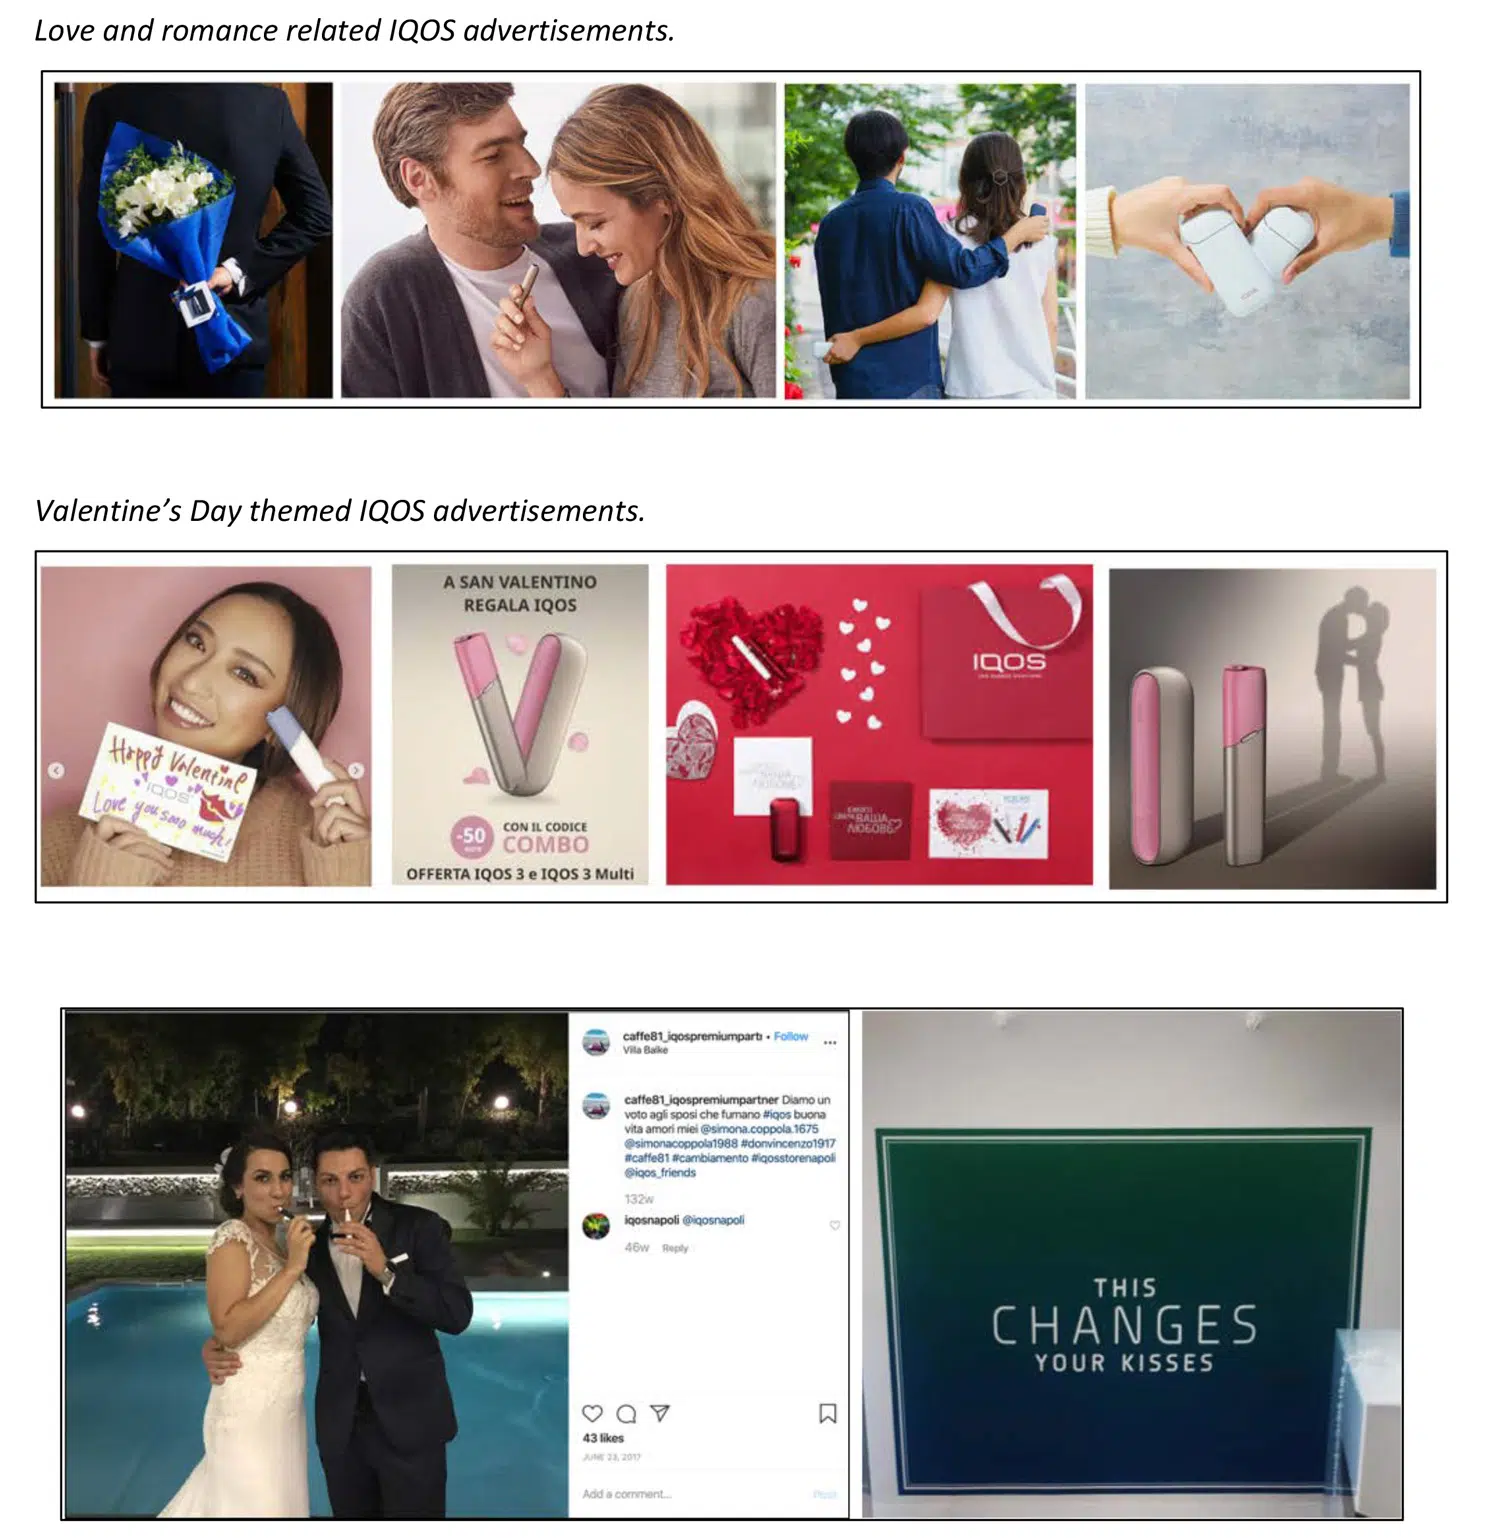 Love and romance related IQOS advertisements.
IQOS
Valentine's Day themed IQOS advertisements.
Happy Valentine
IQOS
Love you sooo much!
A SAN VALENTINO
REGALA IQOS
-50
CON IL CODICE
COMBO
OFFERTA IQOS 3 e IQOS 3 Multi
IQOS
ВАША
ЛЮБОВЬ
caffe81_iqospremiumparti • Follow
Villa Balke
caffe81_iqospremiumpartner Diamo un
voto agli sposi che fumano #iqos buona
vita amori miei @simona.coppola.1675
@simonacoppola1988 #donvincenzo1917
#caffe81 #cambiamento #iqosstorenapoli
@iqos_friends
132w
iqosnapoli @iqosnapoli
46w Reply
43 likes
JUNE 23, 2017
Add a comment...
Post
THIS
CHANGES
YOUR KISSES